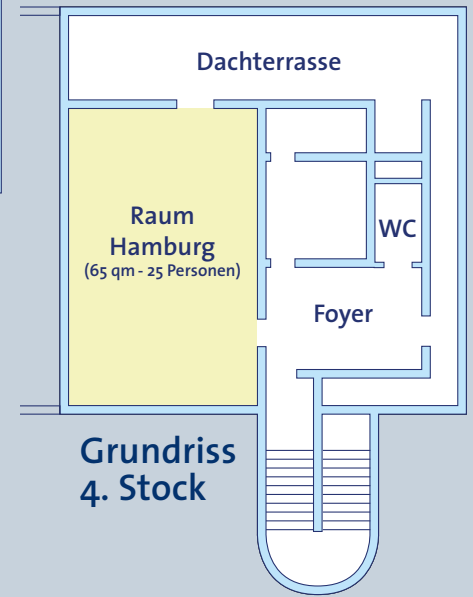 Dachterrasse
Raum
Hamburg
(65 qm - 25 Personen)
WC
Foyer
Grundriss
4. Stock